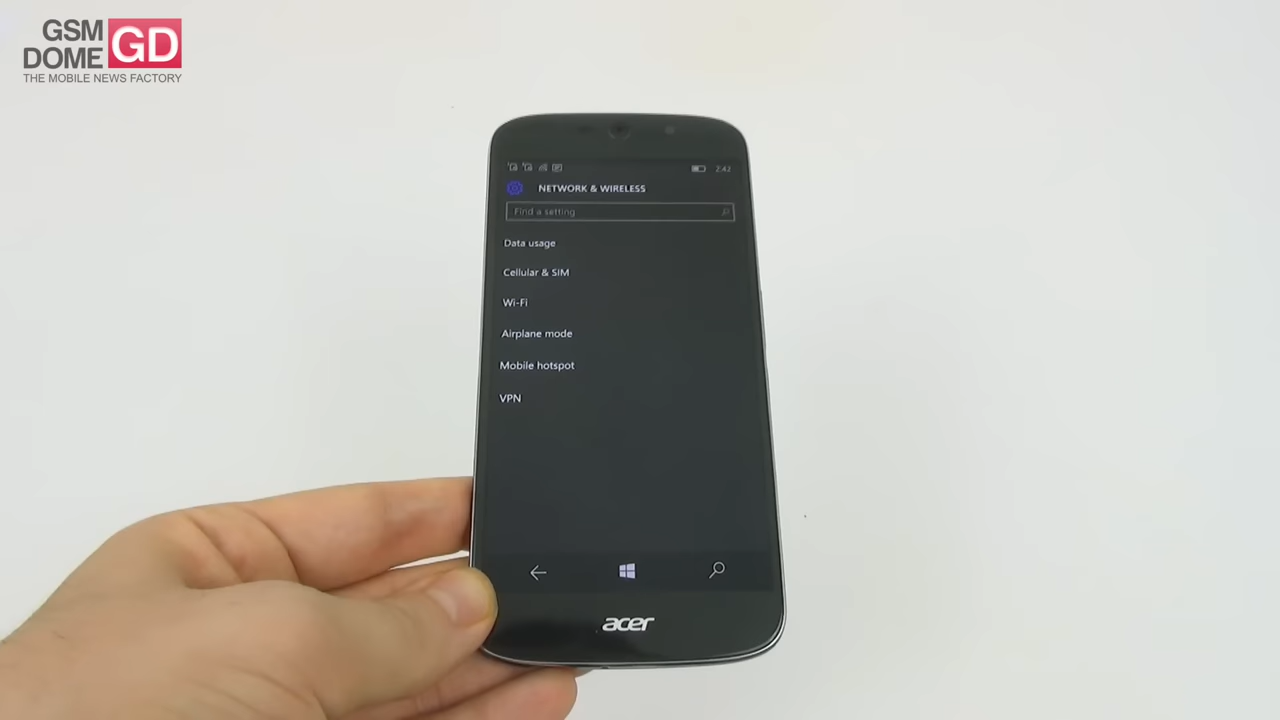 GSM
DOME GD
THE MOBILE NEWS FACTORY
2:42
NETWORK & WIRELESS
Find a setting
Data usage
Cellular & SIM
Wi-Fi
Airplane mode
Mobile hotspot
VPN
acer